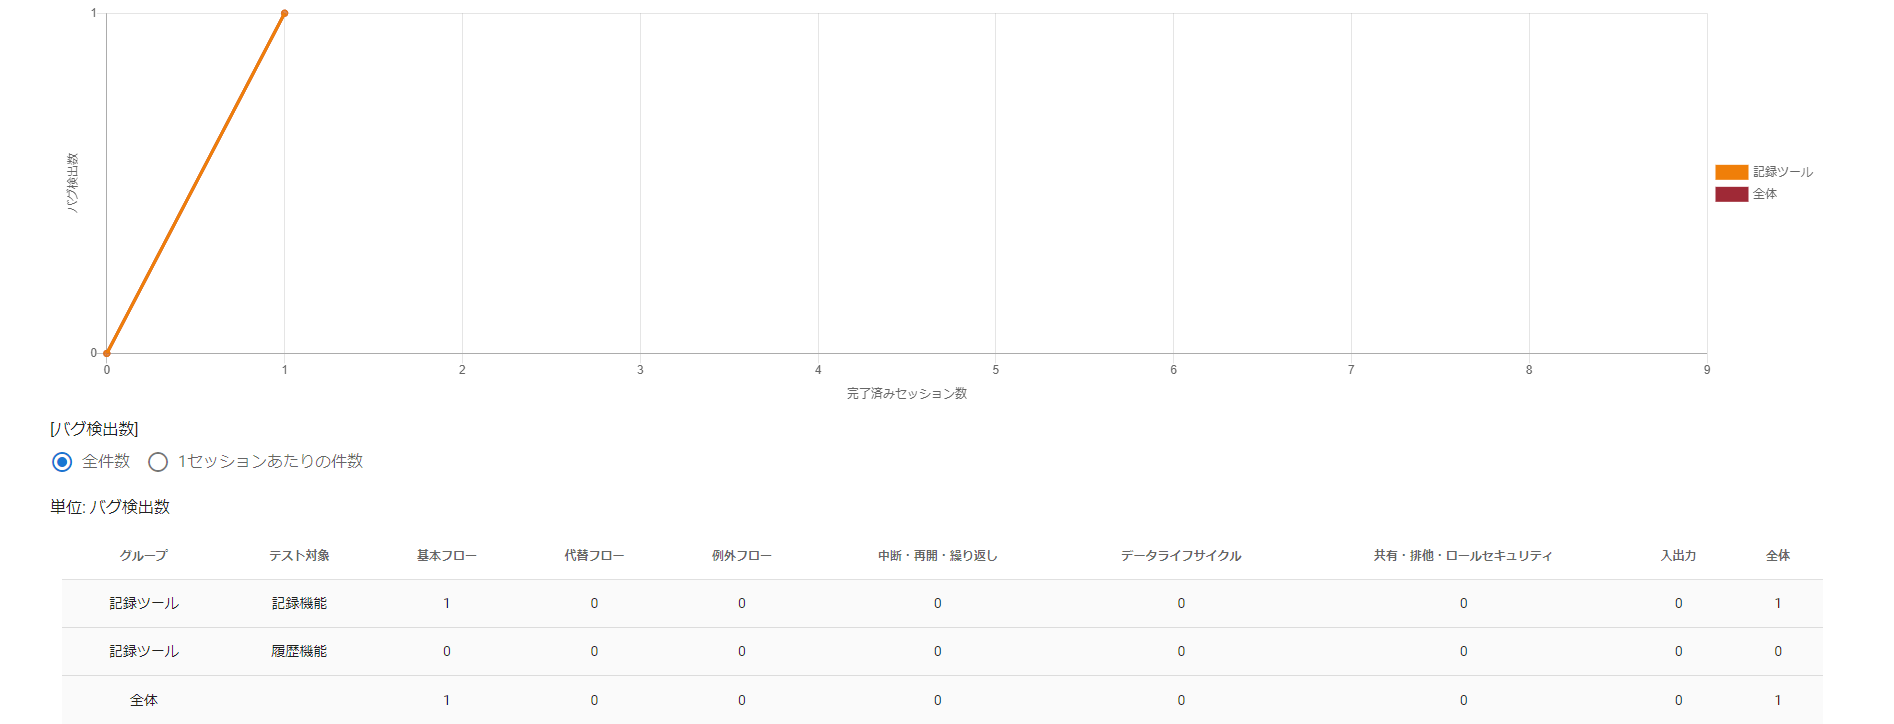 1
バグ検出数
記録ツール
全体
0
0 1 2 3 4 5 6 7 8 9
完了済みセッション数
[バグ検出数]
全件数 1セッションあたりの件数
単位: バグ検出数
グループ テスト対象 基本フロー 代替フロー 例外フロー 中断・再開・繰り返し データライフサイクル 共有・排他・ロールセキュリティ 入出力 全体
記録ツール 記録機能 1 0 0 0 0 0 0 1
記録ツール 履歴機能 0 0 0 0 0 0 0 0
全体 1 0 0 0 0 0 0 1